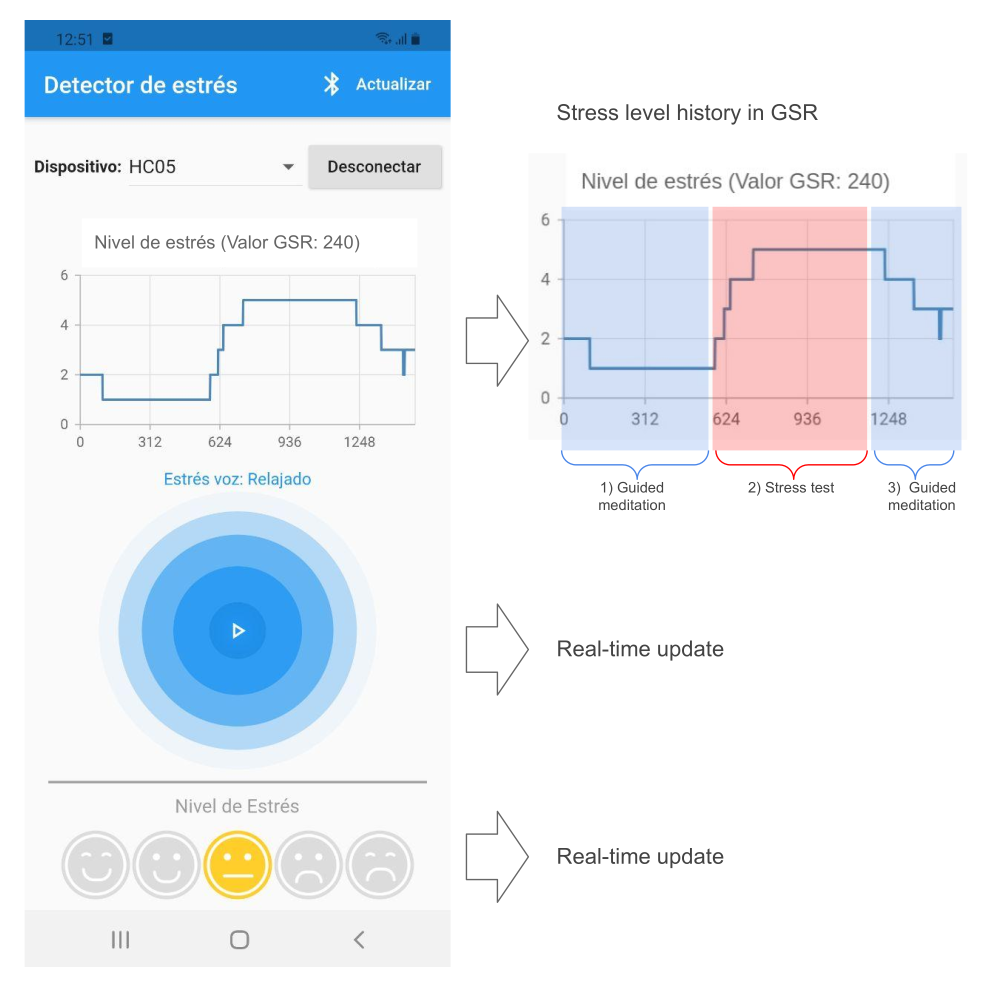 12:51
Detector de estrés
Actualizar
Dispositivo: HC05
Desconectar
Nivel de estrés (Valor GSR: 240)
6
4
2
0
0 312 624 936 1248
Estrés voz: Relajado
Nivel de Estrés
Stress level history in GSR
Nivel de estrés (Valor GSR: 240)
6
4
2
0
0 312 624 936 1248
1) Guided
meditation
2) Stress test
3) Guided
meditation
Real-time update
Real-time update